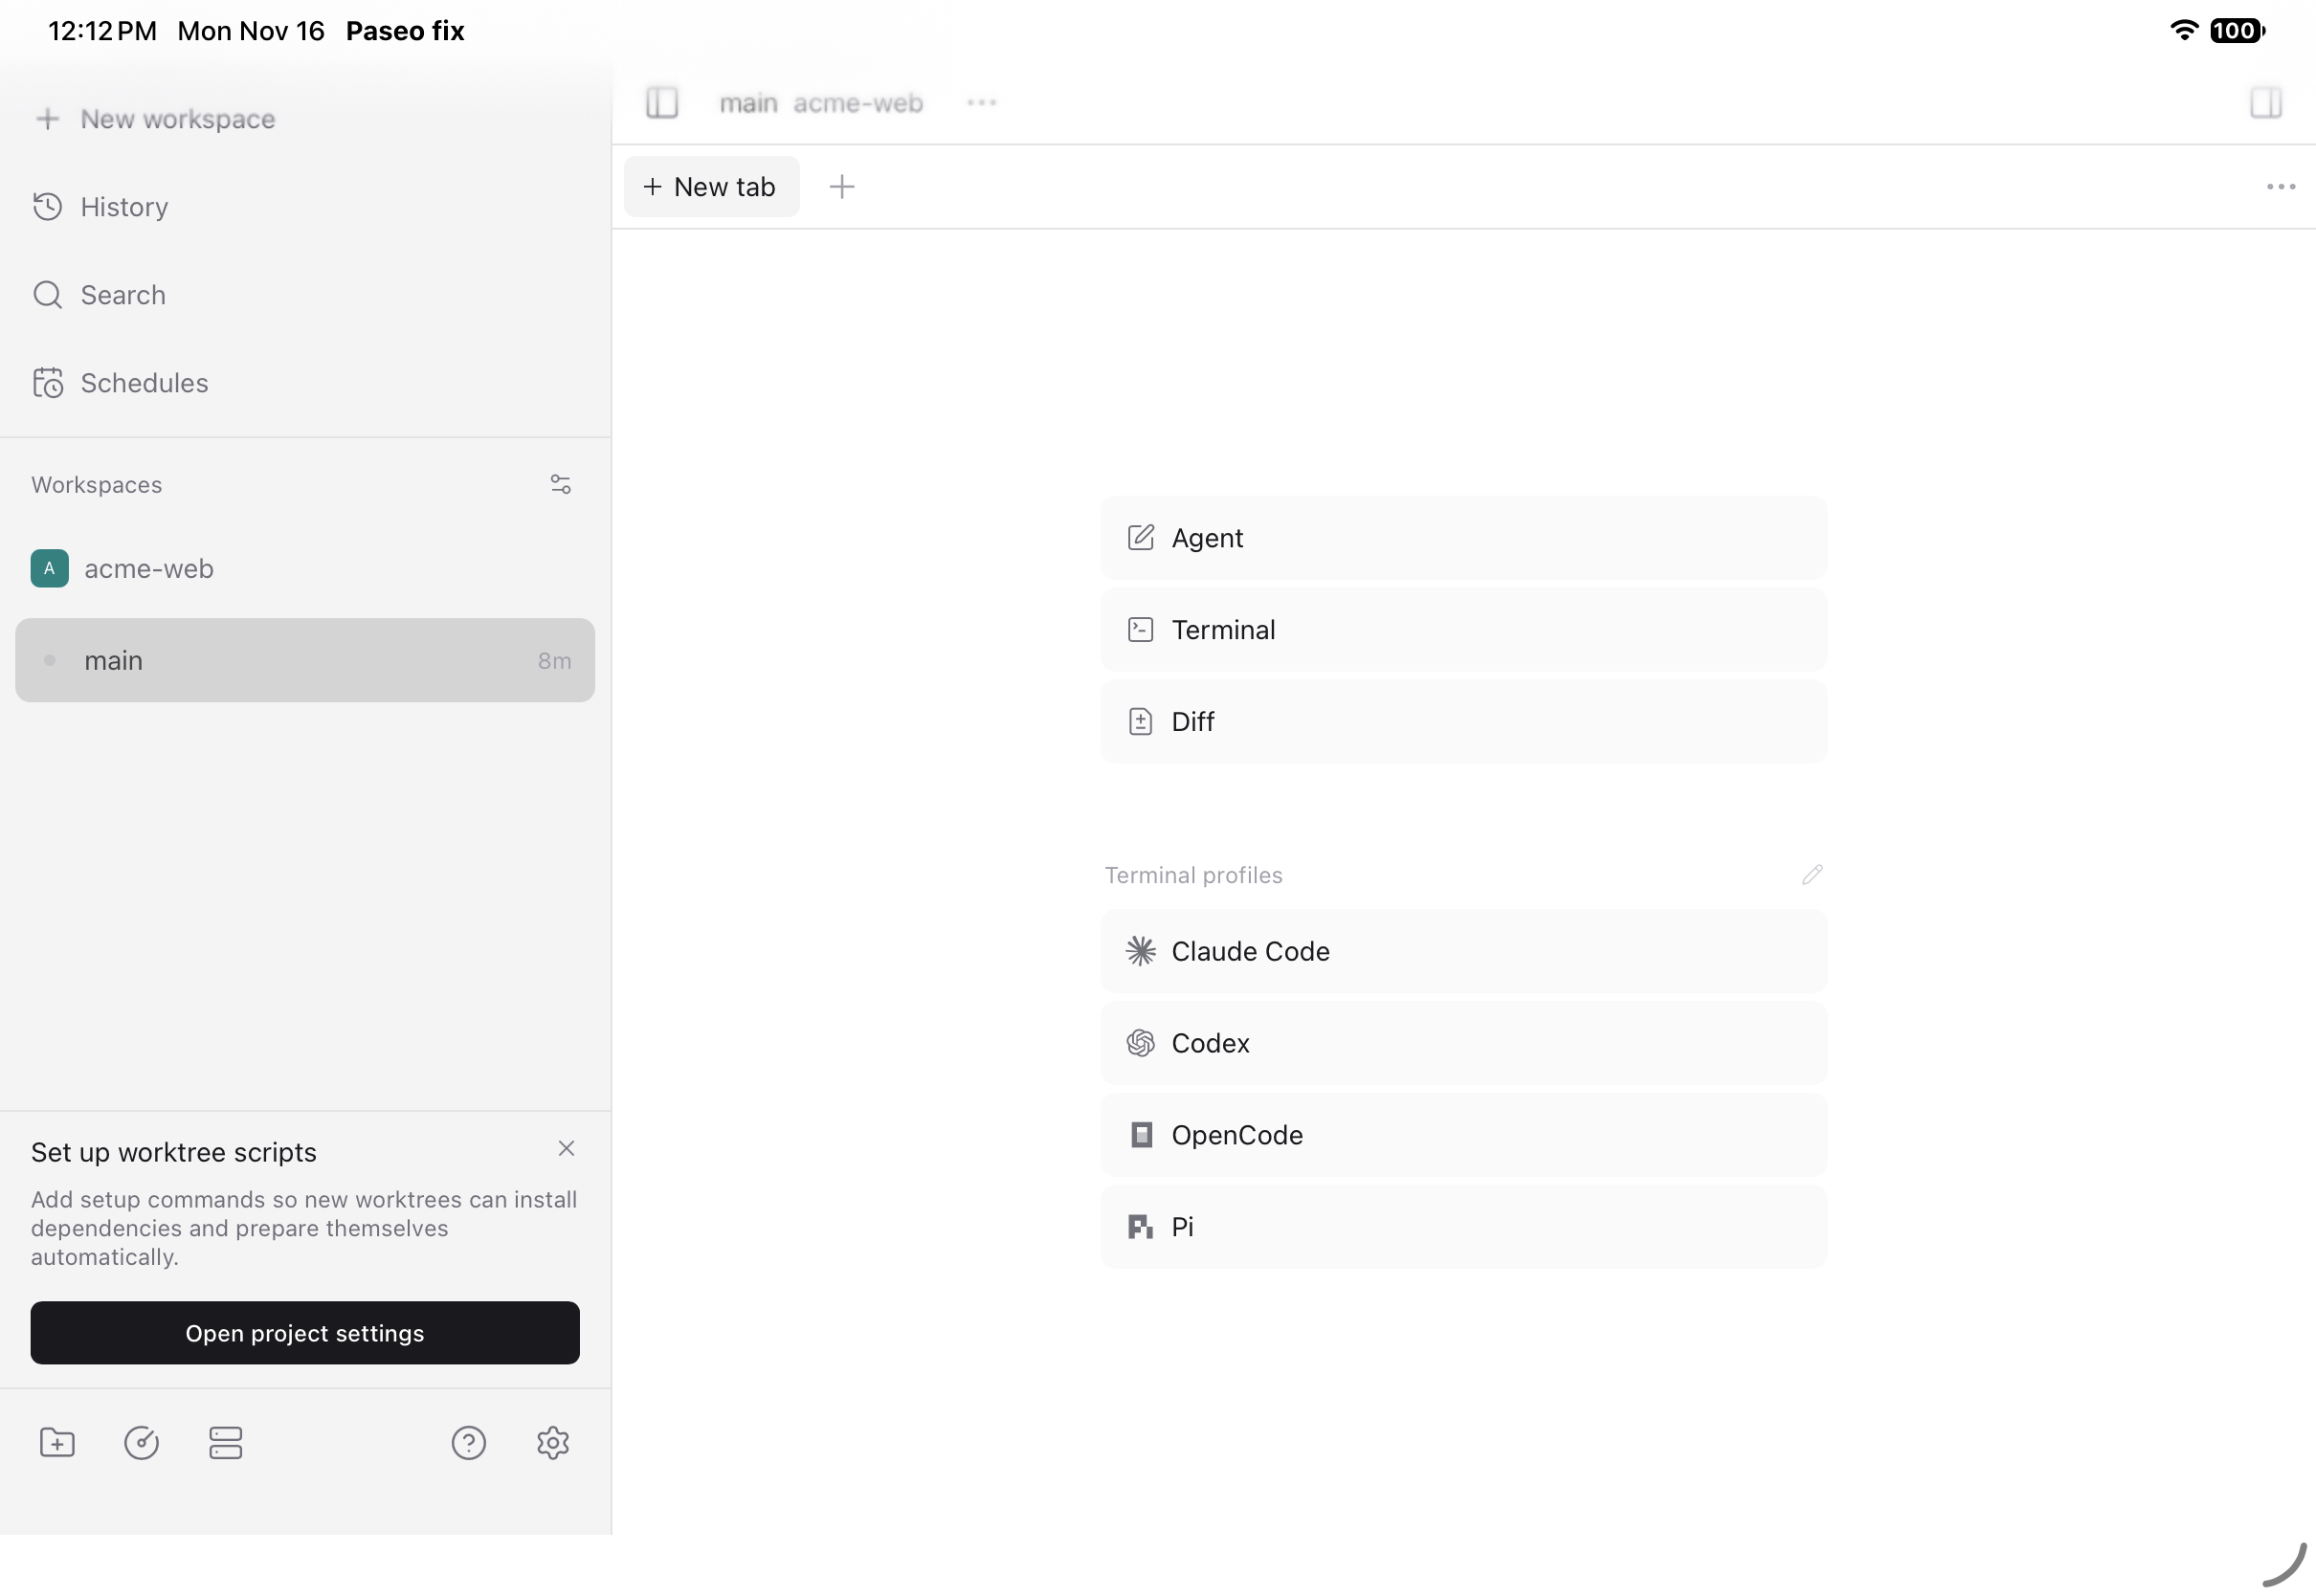 12:12 PM Mon Nov 16 Paseo fix
100
New workspace
History
Search
Schedules
Workspaces
A acme-web
main 8m
Set up worktree scripts
Add setup commands so new worktrees can install
dependencies and prepare themselves
automatically.
Open project settings
main acme-web
New tab
Agent
Terminal
Diff
Terminal profiles
Claude Code
Codex
OpenCode
Pi